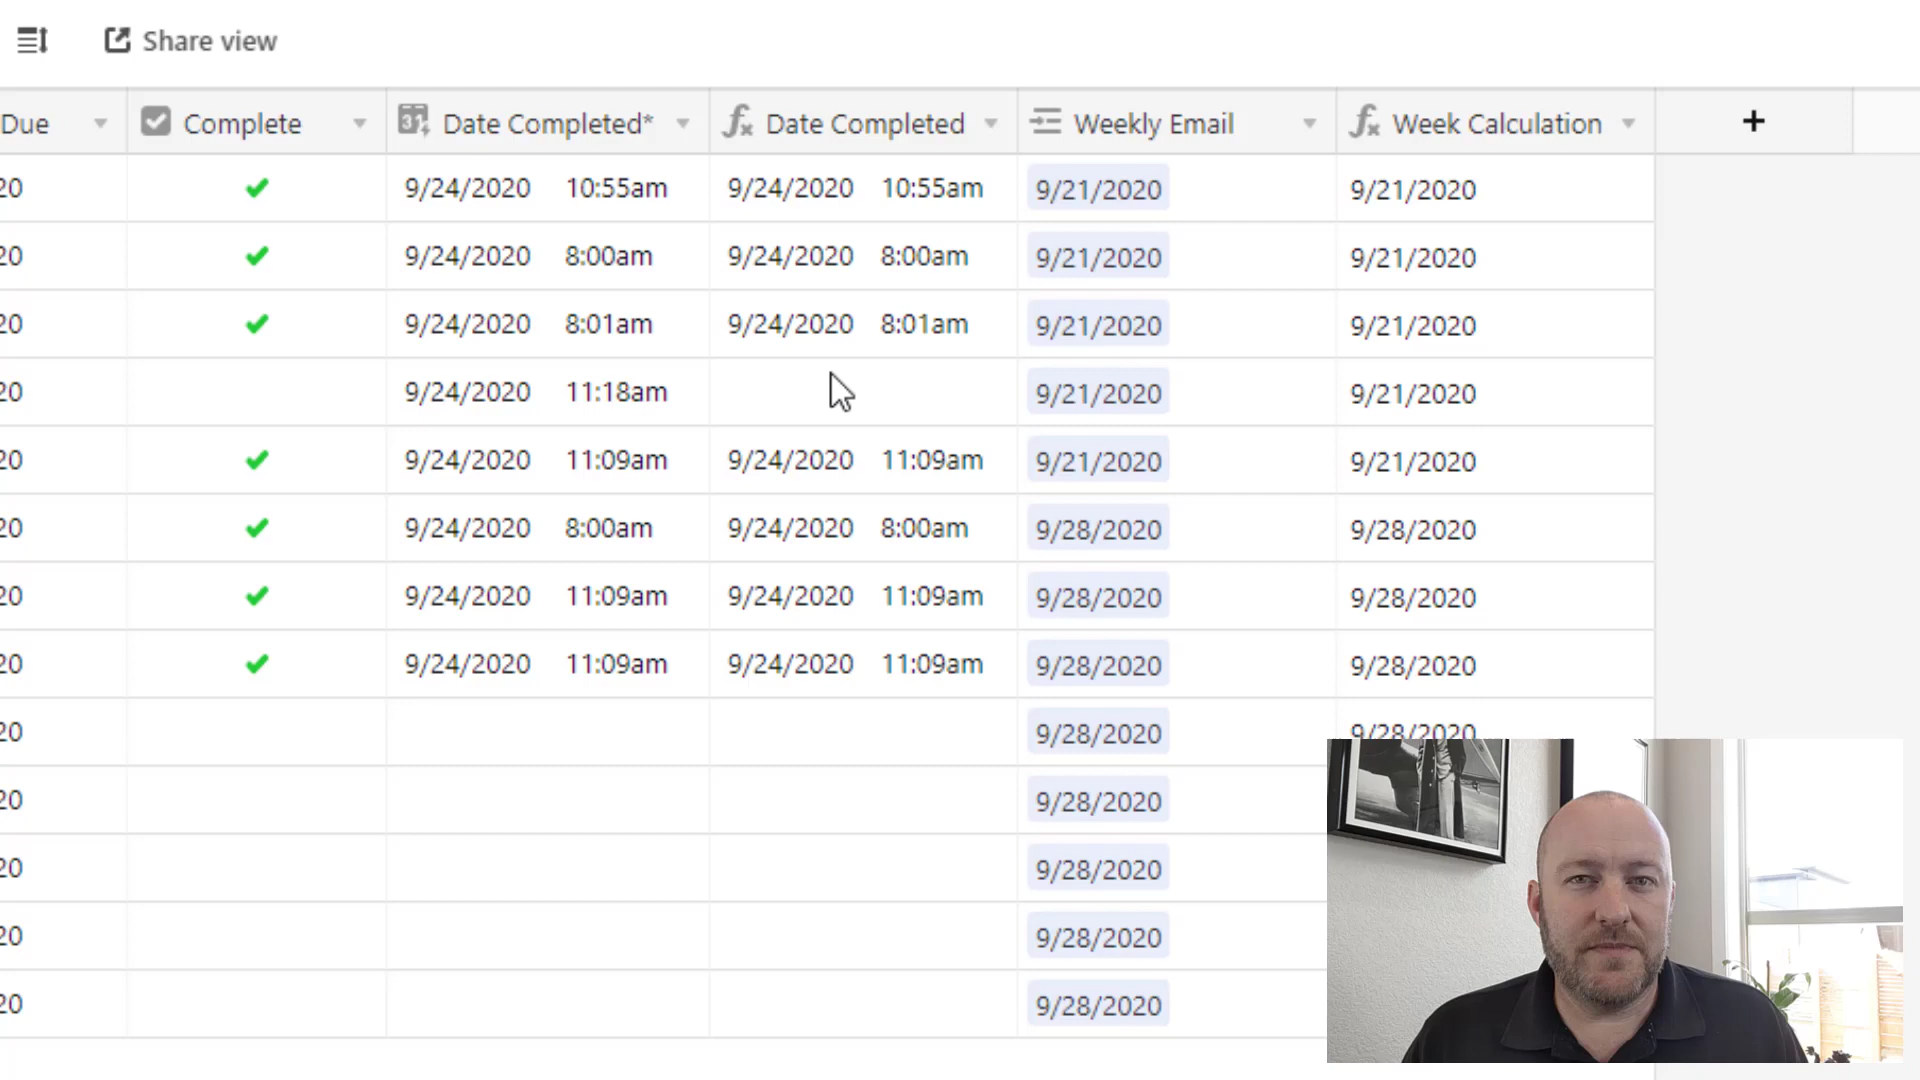 Share view
Due Complete Date Completed* Date Completed Weekly Email Week Calculation +
20 9/24/2020 10:55am 9/24/2020 10:55am 9/21/2020 9/21/2020
20 9/24/2020 8:00am 9/24/2020 8:00am 9/21/2020 9/21/2020
20 9/24/2020 8:01am 9/24/2020 8:01am 9/21/2020 9/21/2020
20 9/24/2020 11:18am 9/21/2020 9/21/2020
20 9/24/2020 11:09am 9/24/2020 11:09am 9/21/2020 9/21/2020
20 9/24/2020 8:00am 9/24/2020 8:00am 9/28/2020 9/28/2020
20 9/24/2020 11:09am 9/24/2020 11:09am 9/28/2020 9/28/2020
20 9/24/2020 11:09am 9/24/2020 11:09am 9/28/2020 9/28/2020
20 9/28/2020 9/28/2020
20 9/28/2020
20 9/28/2020
20 9/28/2020
20 9/28/2020